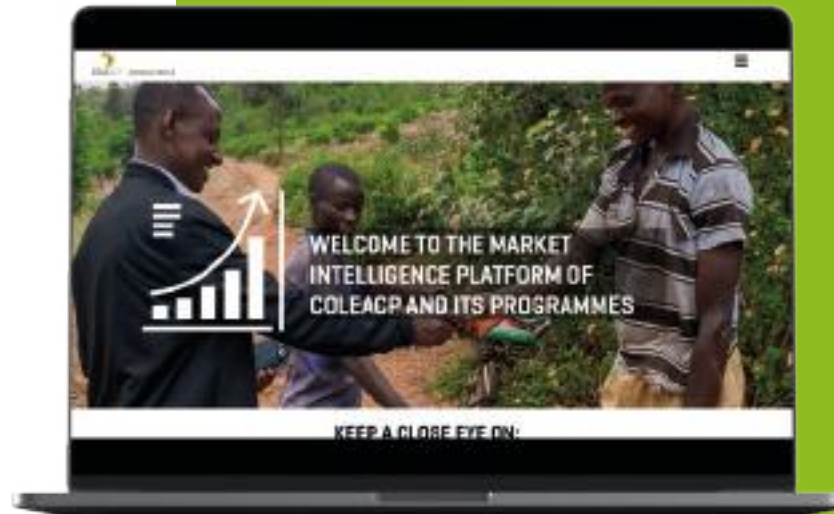 WELCOME TO THE MARKET
INTELLIGENCE PLATFORM OF
COLEACP AND ITS PROGRAMMES
KEEP A CLOSE EYE ON: